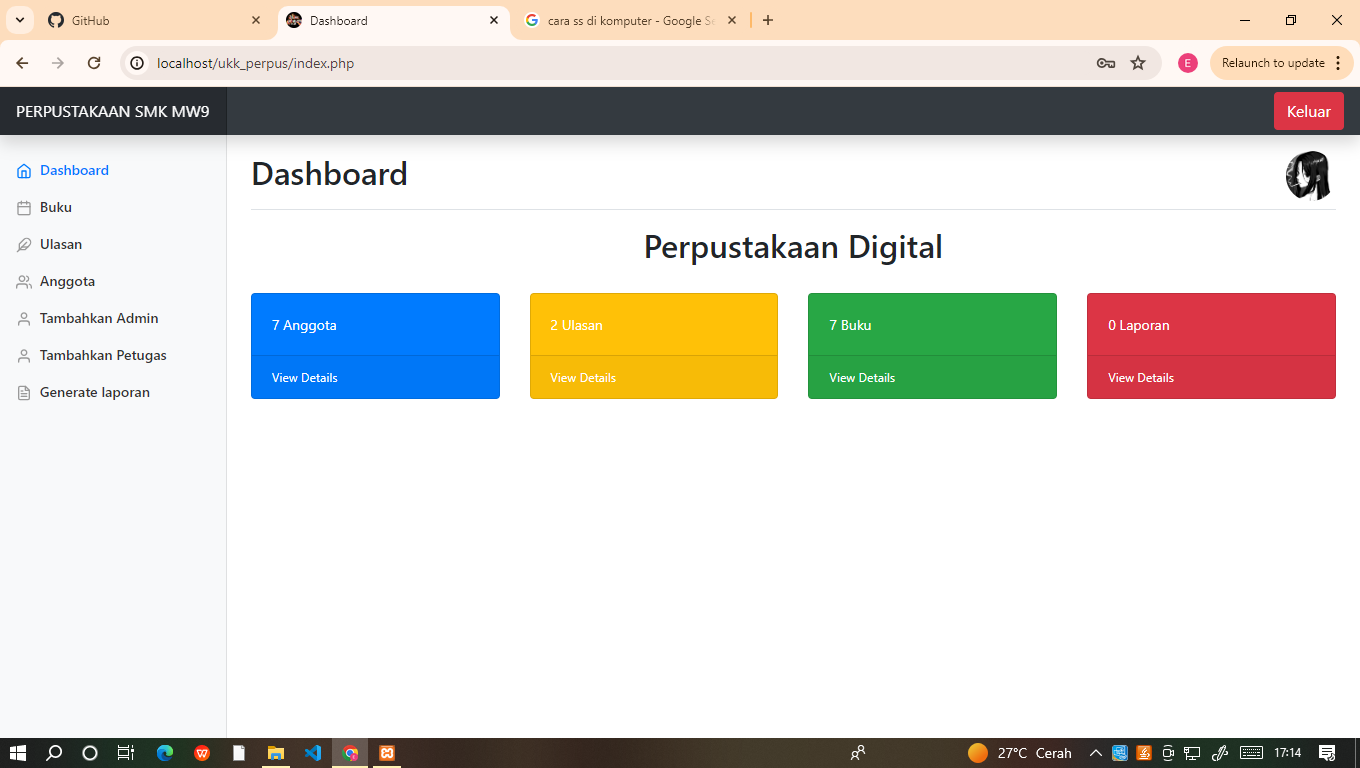 GitHub
Dashboard
cara ss di komputer - Google Se
localhost/ukk_perpus/index.php
E
Relaunch to update
PERPUSTAKAAN SMK MW9
Keluar
Dashboard
Buku
Ulasan
Anggota
Tambahkan Admin
Tambahkan Petugas
Generate laporan
Dashboard
Perpustakaan Digital
7 Anggota
View Details
2 Ulasan
View Details
7 Buku
View Details
0 Laporan
View Details
27°C Cerah
17:14